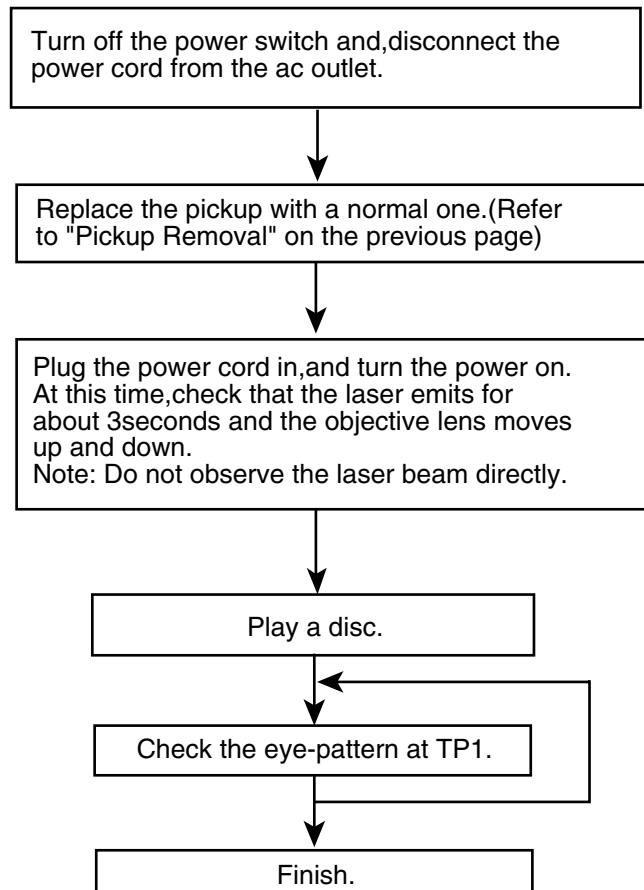 Turn off the power switch and,disconnect the
power cord from the ac outlet.
Replace the pickup with a normal one.(Refer
to "Pickup Removal" on the previous page)
Plug the power cord in,and turn the power on.
At this time,check that the laser emits for
about 3seconds and the objective lens moves
up and down.
Note: Do not observe the laser beam directly.
Play a disc.
Check the eye-pattern at TP1.
Finish.